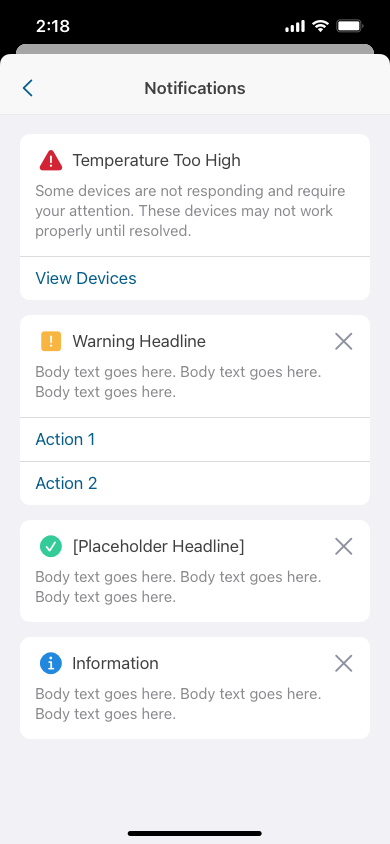 2:18
Notifications
Temperature Too High
Some devices are not responding and require
your attention. These devices may not work
properly until resolved.
View Devices
Warning Headline
Body text goes here. Body text goes here.
Body text goes here.
Action 1
Action 2
[Placeholder Headline]
Body text goes here. Body text goes here.
Body text goes here.
Information
Body text goes here. Body text goes here.
Body text goes here.